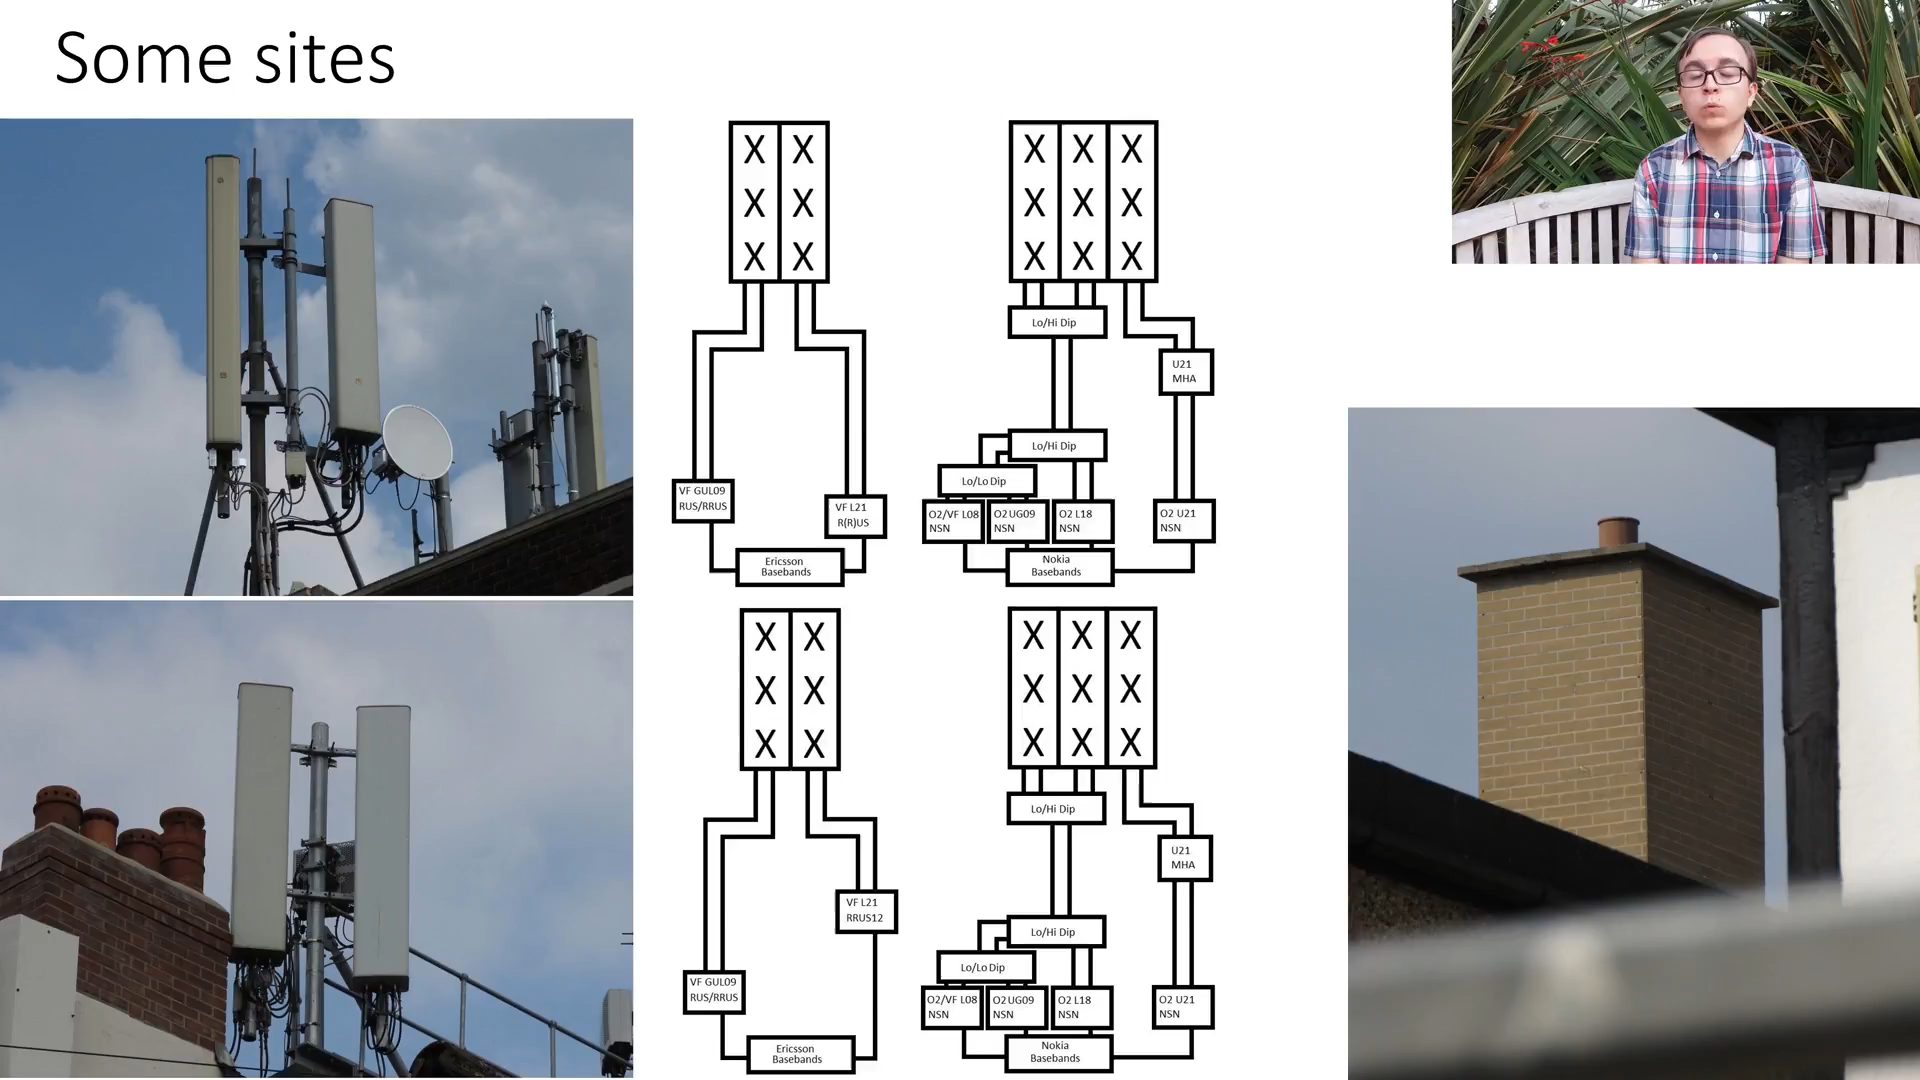 Some sites
X X
X X
X X
VF GUL09
RUS/RRUS
VF L21
R(R)US
Ericsson
Basebands
X X X
X X X
X X X
Lo/Hi Dip
U21
MHA
Lo/Hi Dip
Lo/Lo Dip
O2/VF L08
NSN
O2 UG09
NSN
O2 L18
NSN
O2 U21
NSN
Nokia
Basebands
X X
X X
X X
VF L21
RRUS12
VF GUL09
RUS/RRUS
Ericsson
Basebands
X X X
X X X
X X X
Lo/Hi Dip
U21
MHA
Lo/Hi Dip
Lo/Lo Dip
O2/VF L08
NSN
O2 UG09
NSN
O2 L18
NSN
O2 U21
NSN
Nokia
Basebands